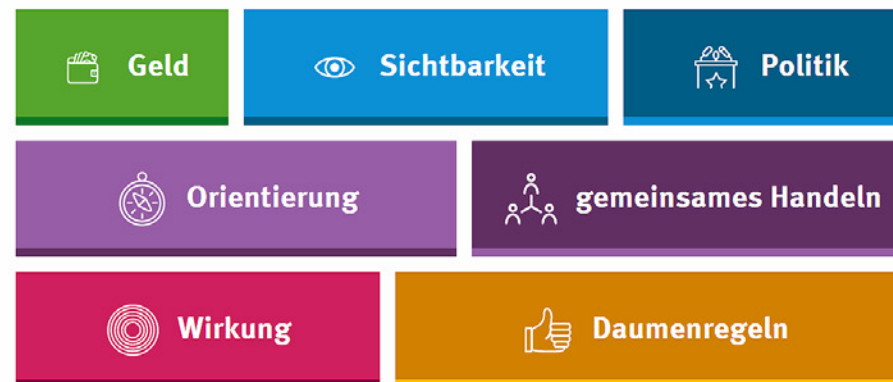 Geld
Sichtbarkeit
Politik
Orientierung
gemeinsames Handeln
Wirkung
Daumenregeln